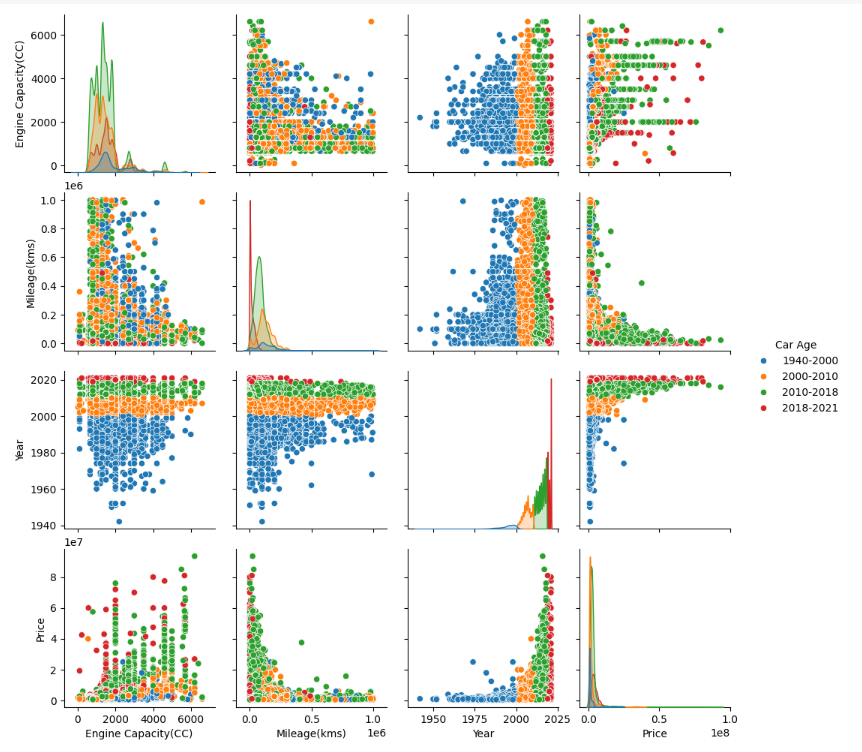 6000
4000
2000
0
Engine Capacity(CC)
1e6
1.0
0.8
0.6
0.4
0.2
0.0
Mileage(kms)
Car Age
1940-2000
2000-2010
2010-2018
2018-2021
2020
2000
1980
1960
1940
Year
1e7
8
6
4
2
0
Price
0 2000 4000 6000
0.0 0.5 1.0
1950 1975 2000 2025
0.0 0.5 1.0
1e6
1e8
Engine Capacity(CC) Mileage(kms) Year Price